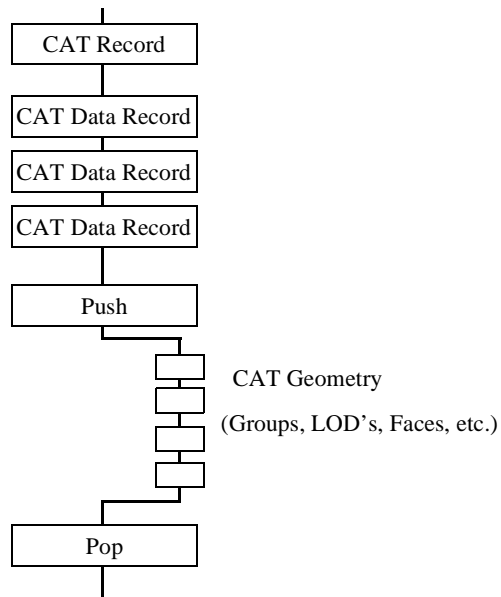 CAT Record
CAT Data Record
CAT Data Record
CAT Data Record
Push
CAT Geometry
(Groups, LOD's, Faces, etc.)
Pop